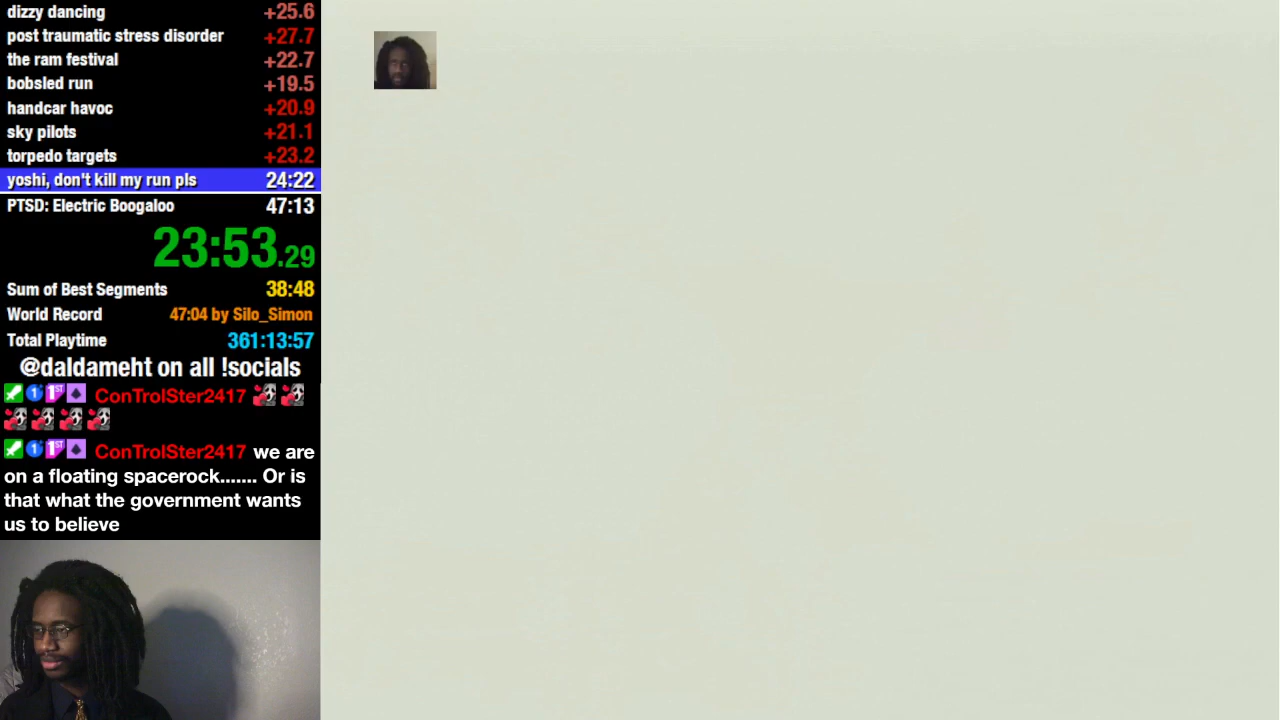 dizzy dancing +25.6
post traumatic stress disorder +27.7
the ram festival +22.7
bobsled run +19.5
handcar havoc +20.9
sky pilots +21.1
torpedo targets +23.2
yoshi, don't kill my run pls 24:22
PTSD: Electric Boogaloo 47:13
23:53.29
Sum of Best Segments 38:48
World Record 47:04 by Silo_Simon
Total Playtime 361:13:57
@daldameht on all !socials
1 1ST ConTrolSter2417
1 1ST ConTrolSter2417 we are
on a floating spacerock....... Or is
that what the government wants
us to believe